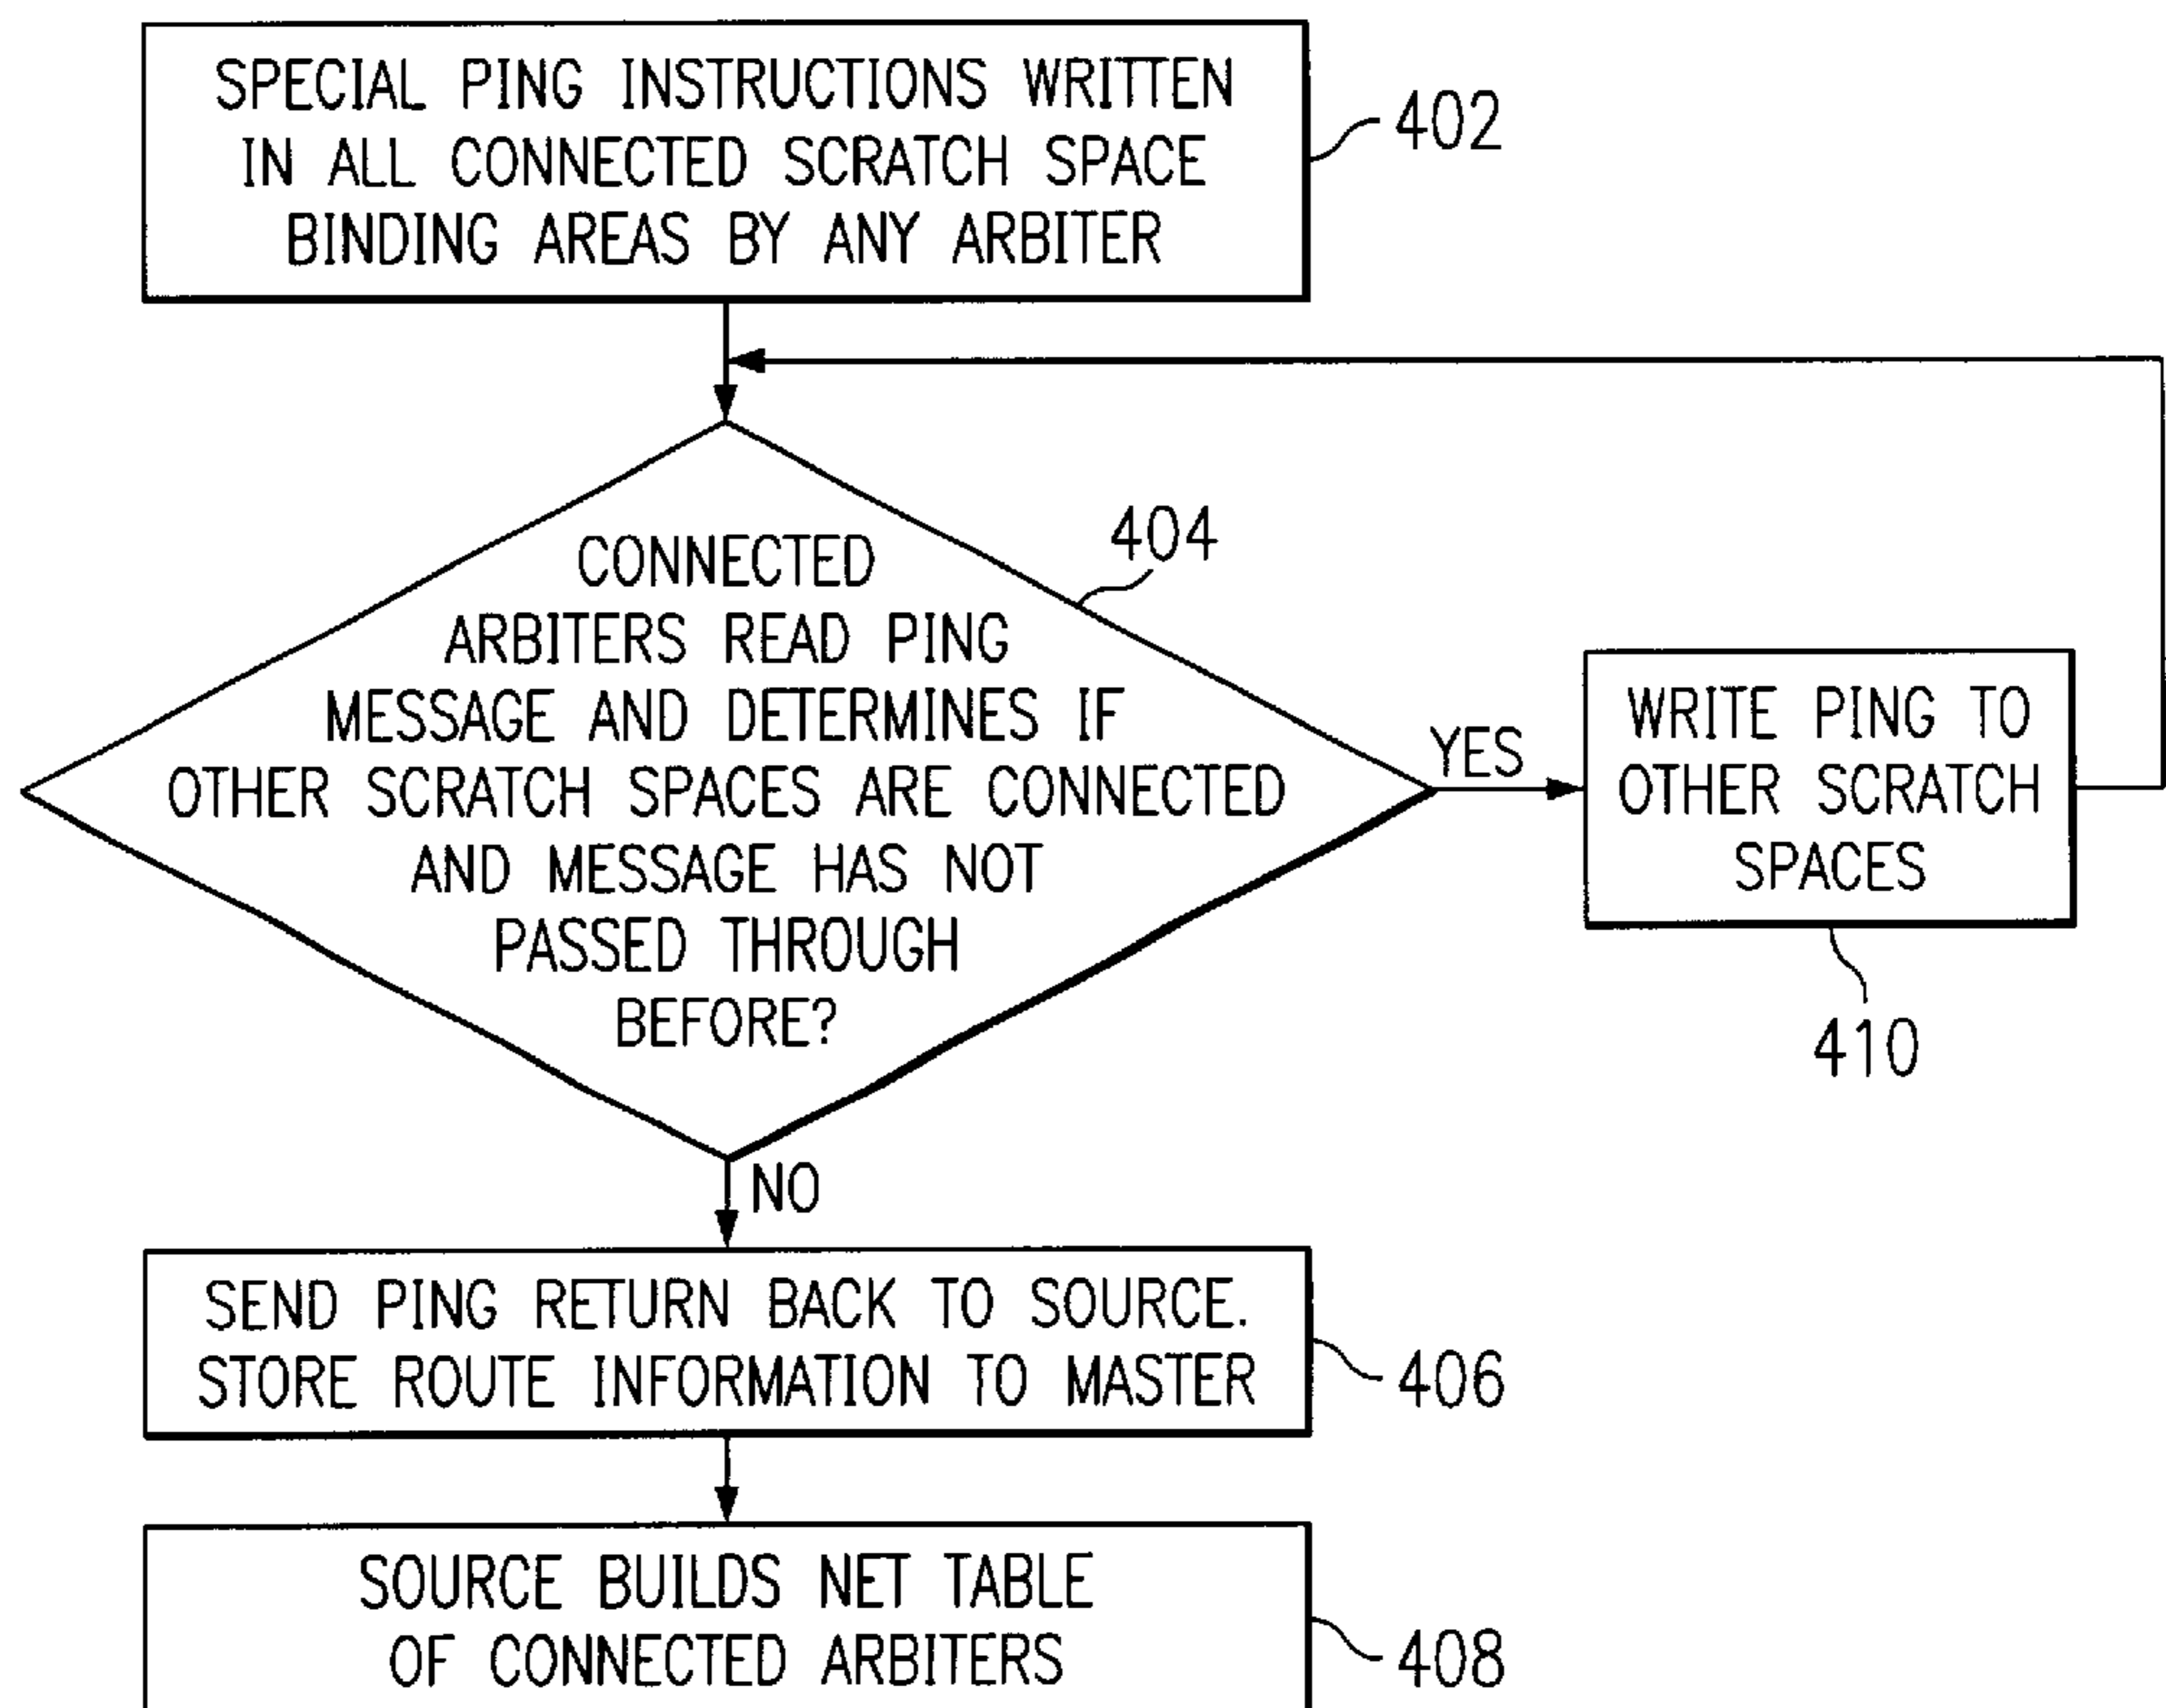 SPECIAL PING INSTRUCTIONS WRITTEN
IN ALL CONNECTED SCRATCH SPACE
BINDING AREAS BY ANY ARBITER
402
CONNECTED
ARBITERS READ PING
MESSAGE AND DETERMINES IF
OTHER SCRATCH SPACES ARE CONNECTED
AND MESSAGE HAS NOT
PASSED THROUGH
BEFORE?
404
YES
WRITE PING TO
OTHER SCRATCH
SPACES
410
NO
SEND PING RETURN BACK TO SOURCE.
STORE ROUTE INFORMATION TO MASTER
406
SOURCE BUILDS NET TABLE
OF CONNECTED ARBITERS
408